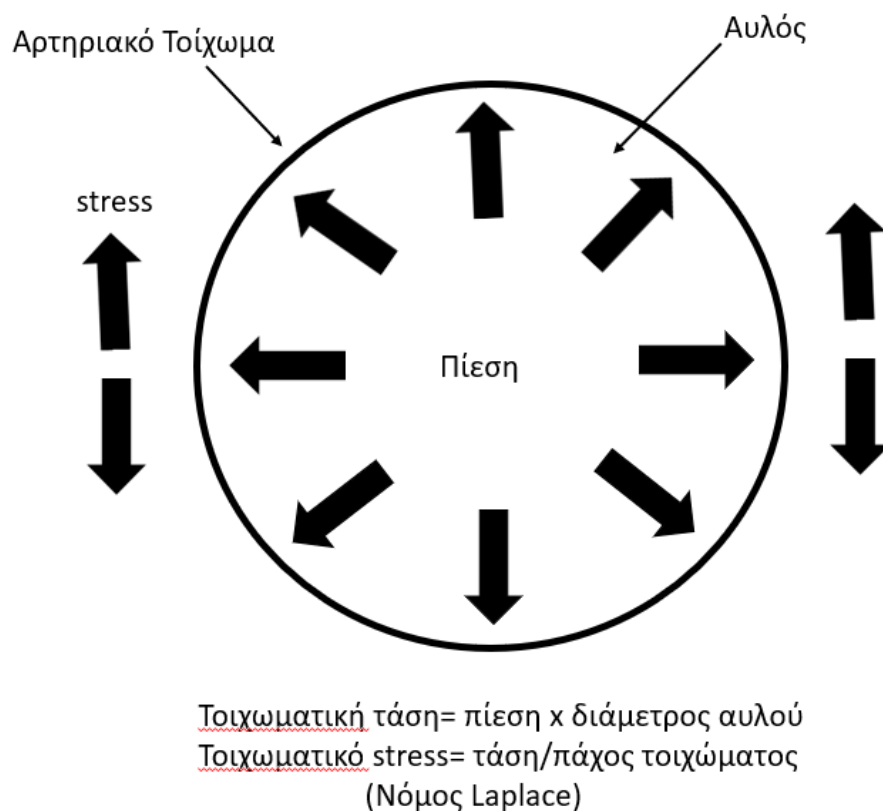 Αρτηριακό Τοίχωμα
Αυλός
stress
Πίεση
Τοιχωματική τάση= πίεση x διάμετρος αυλού
Τοιχωματικό stress= τάση/πάχος τοιχώματος
(Νόμος Laplace)